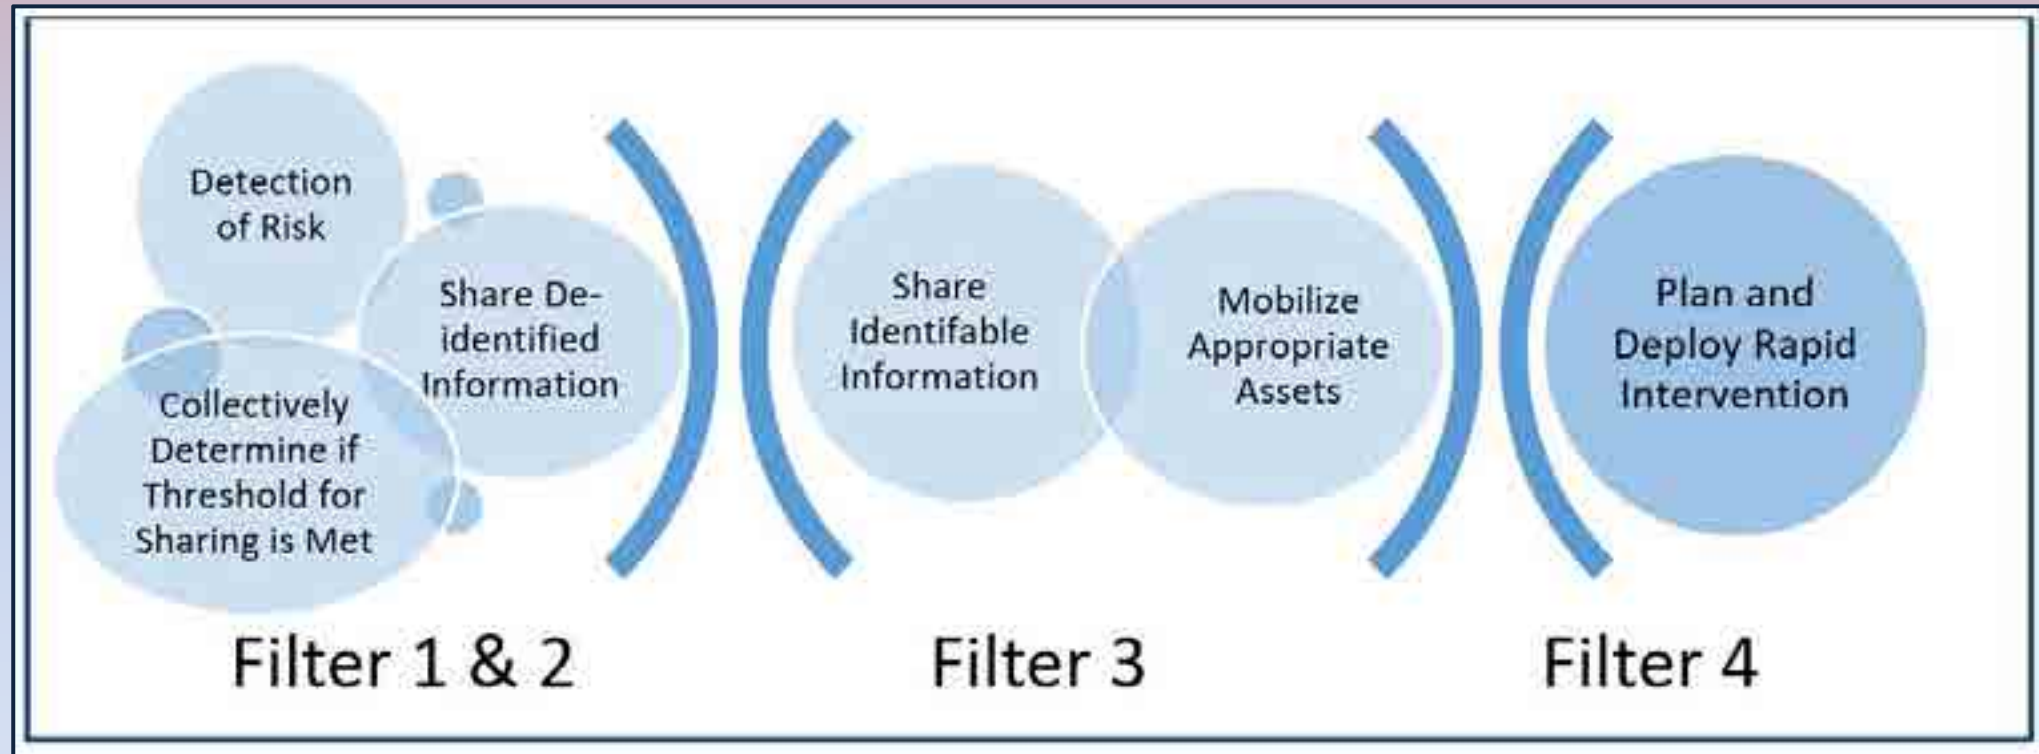 Detection
of Risk
Share De-
identified
Information
Collectively
Determine if
Threshold for
Sharing is Met
Share
Identifable
Information
Mobilize
Appropriate
Assets
Plan and
Deploy Rapid
Intervention
Filter 1 & 2
Filter 3
Filter 4